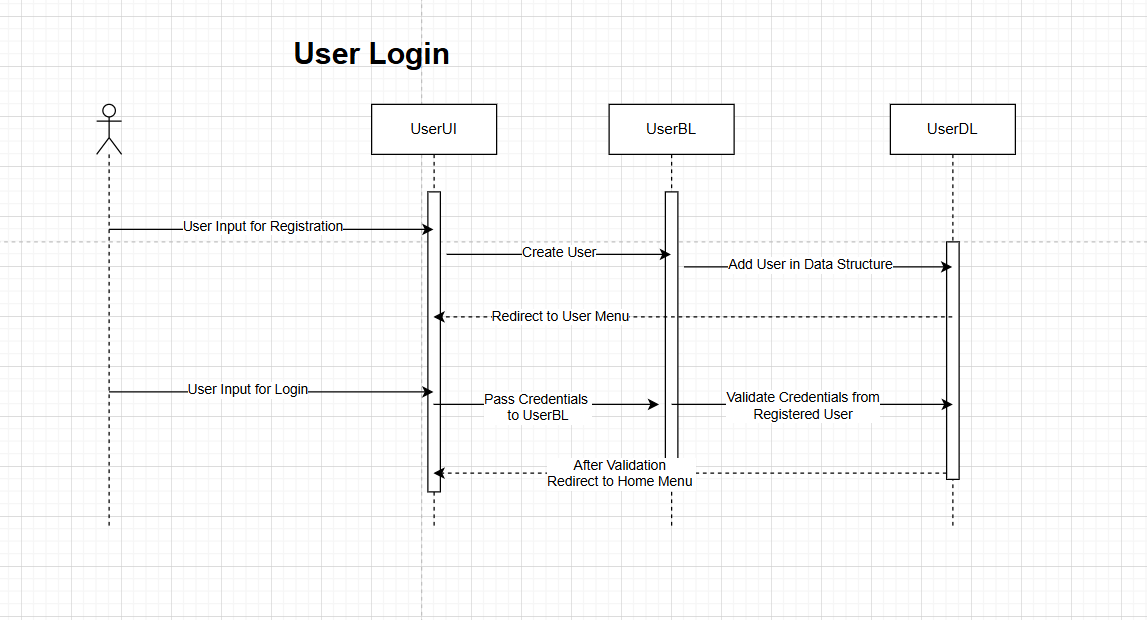 User Login
UserUI
UserBL
UserDL
User Input for Registration
Create User
Add User in Data Structure
Redirect to User Menu
User Input for Login
Pass Credentials
to UserBL
Validate Credentials from
Registered User
After Validation
Redirect to Home Menu